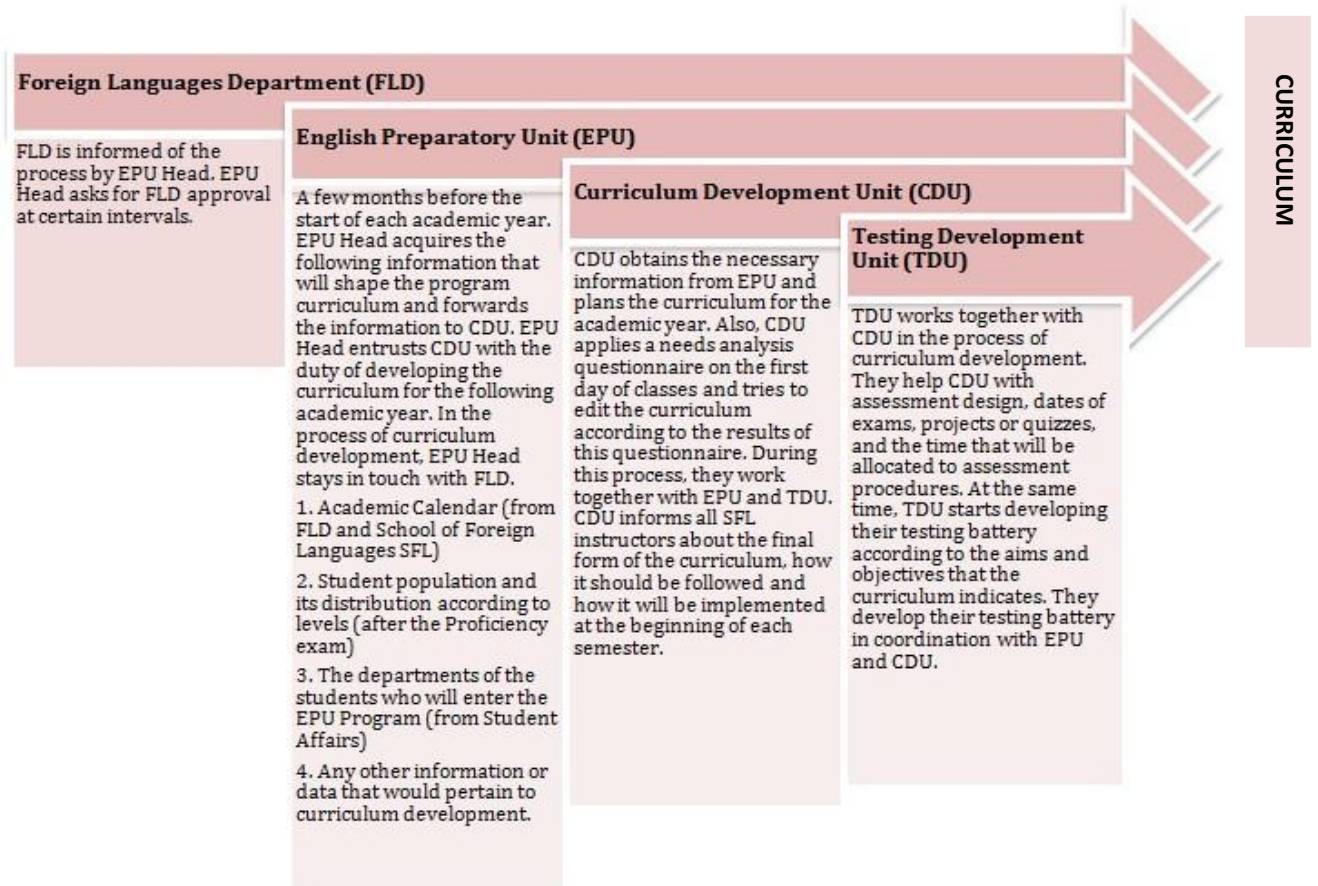 Foreign Languages Department (FLD)
FLD is informed of the
process by EPU Head. EPU
Head asks for FLD approval
at certain intervals.
English Preparatory Unit (EPU)
A few months before the
start of each academic year.
EPU Head acquires the
following information that
will shape the program
curriculum and forwards
the information to CDU. EPU
Head entrusts CDU with the
duty of developing the
curriculum for the following
academic year. In the
process of curriculum
development, EPU Head
stays in touch with FLD.
1. Academic Calendar (from
FLD and School of Foreign
Languages SFL)
2. Student population and
its distribution according to
levels (after the Proficiency
exam)
3. The departments of the
students who will enter the
EPU Program (from Student
Affairs)
4. Any other information or
data that would pertain to
curriculum development.
Curriculum Development Unit (CDU)
CDU obtains the necessary
information from EPU and
plans the curriculum for the
academic year. Also, CDU
applies a needs analysis
questionnaire on the first
day of classes and tries to
edit the curriculum
according to the results of
this questionnaire. During
this process, they work
together with EPU and TDU.
CDU informs all SFL
instructors about the final
form of the curriculum, how
it should be followed and
how it will be implemented
at the beginning of each
semester.
Testing Development
Unit (TDU)
TDU works together with
CDU in the process of
curriculum development.
They help CDU with
assessment design, dates of
exams, projects or quizzes,
and the time that will be
allocated to assessment
procedures. At the same
time, TDU starts developing
their testing battery
according to the aims and
objectives that the
curriculum indicates. They
develop their testing battery
in coordination with EPU
and CDU.
CURRICULUM